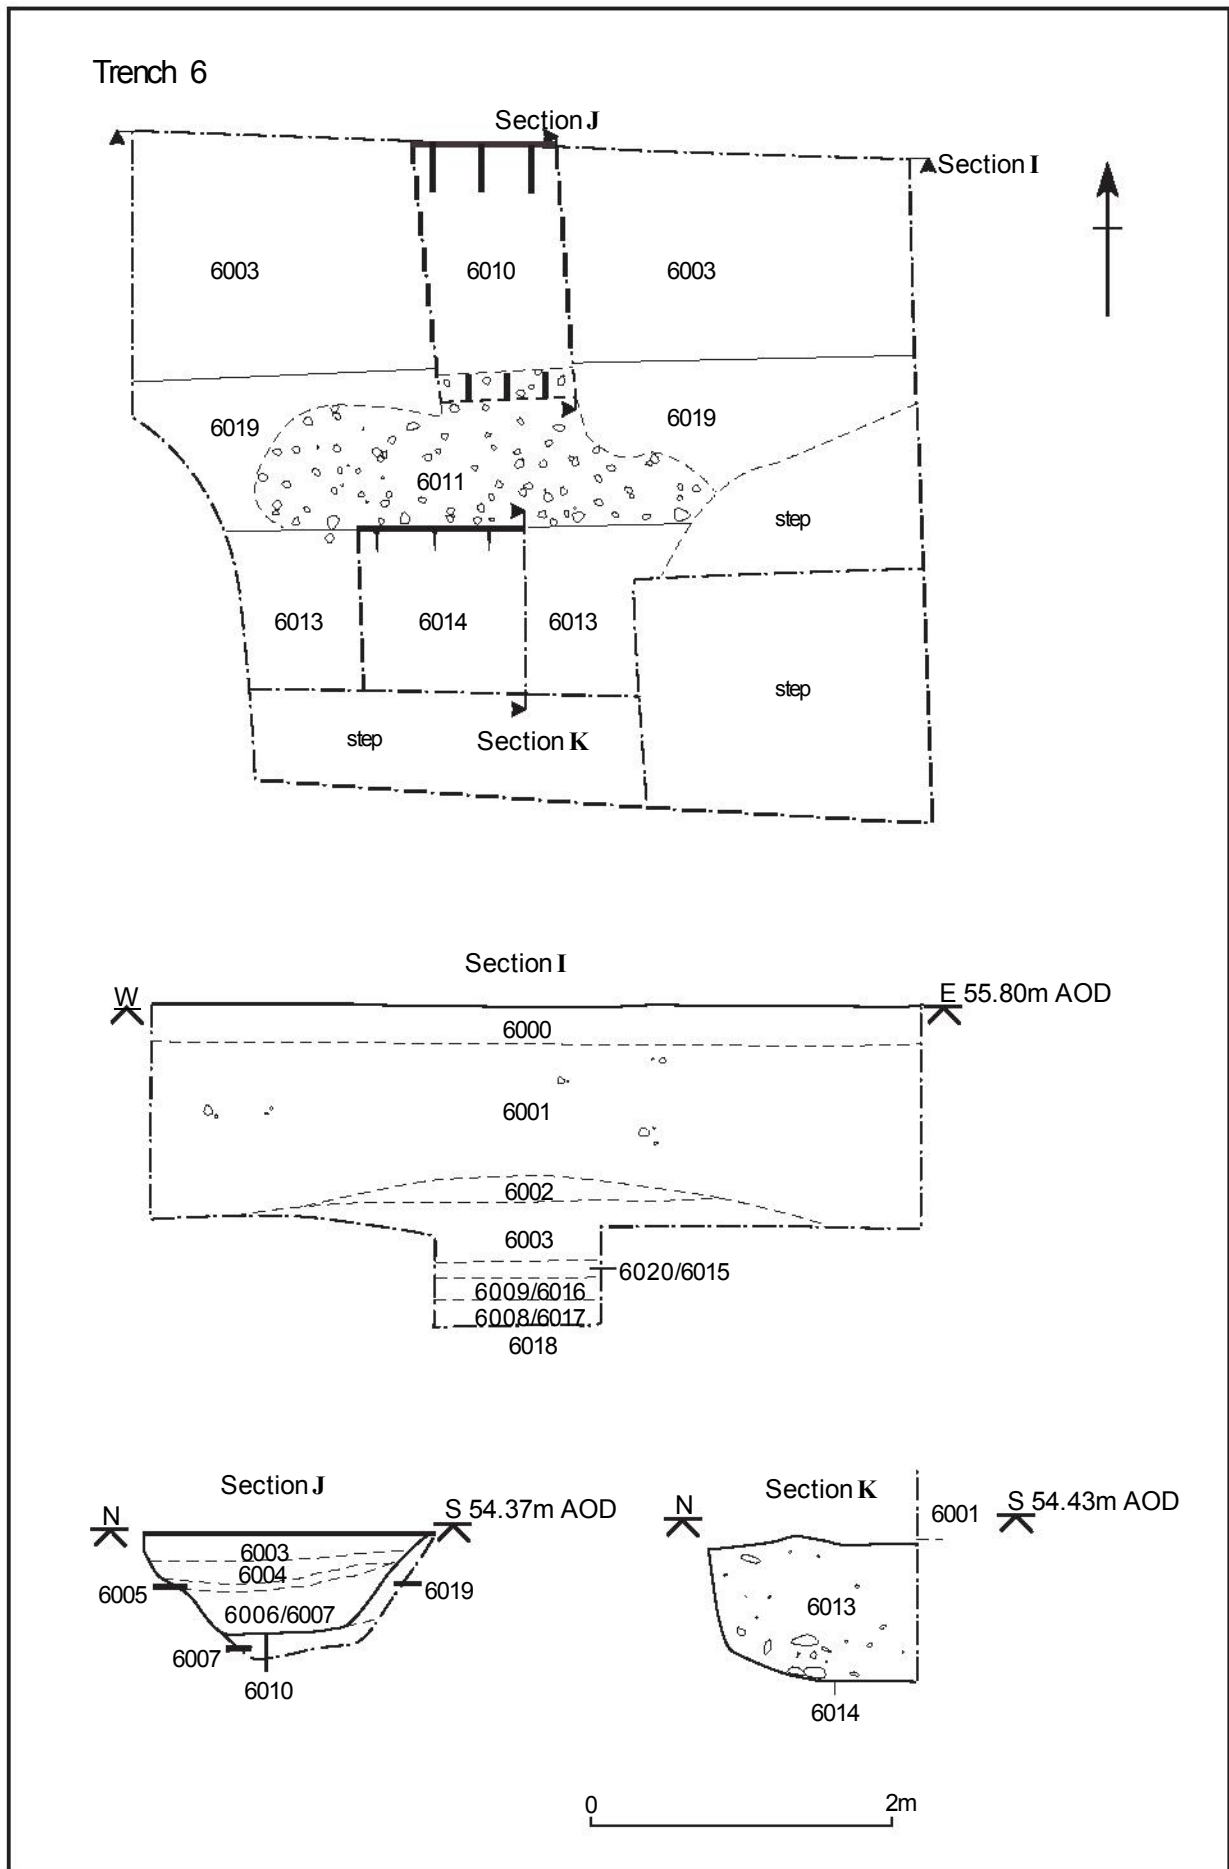 Trench 6
Section J
Section I
6003
6010
6003
6019
6019
6011
step
6013
6014
6013
step
step
Section K
Section I
W
E 55.80m AOD
6000
6001
6002
6003
6020/6015
6009/6016
6008/6017
6018
Section J
N
S 54.37m AOD
6003
6004
6005
6019
6006/6007
6007
6010
Section K
N
6001
S 54.43m AOD
6013
6014
0
2m